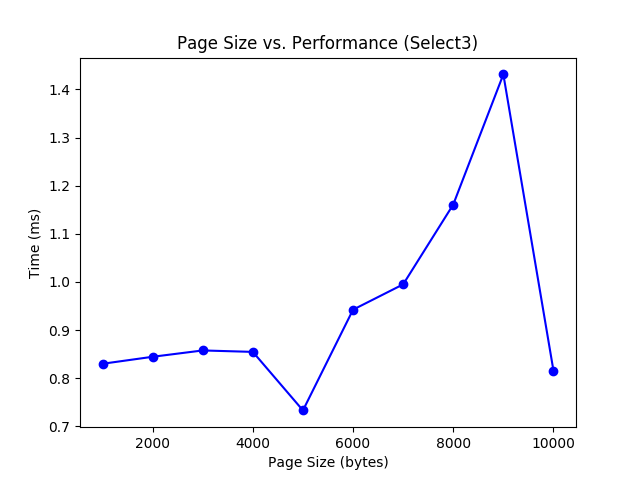 Page Size vs. Performance (Select3)
1.4
1.3
1.2
1.1
1.0
0.9
0.8
0.7
Time (ms)
2000 4000 6000 8000 10000
Page Size (bytes)